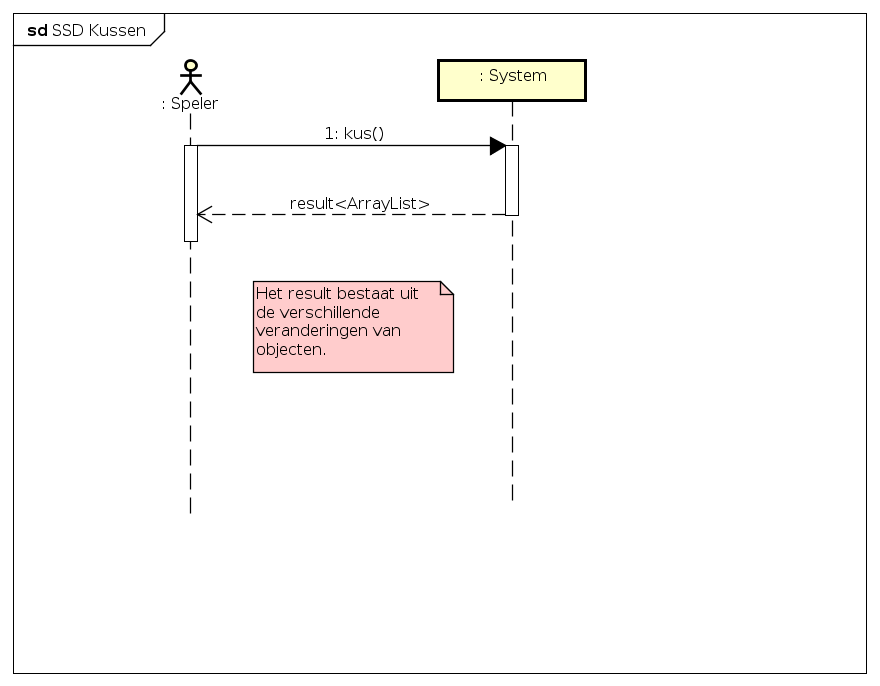 sd SSD Kussen
: Speler
: System
1: kus()
result<ArrayList>
Het result bestaat uit
de verschillende
veranderingen van
objecten.